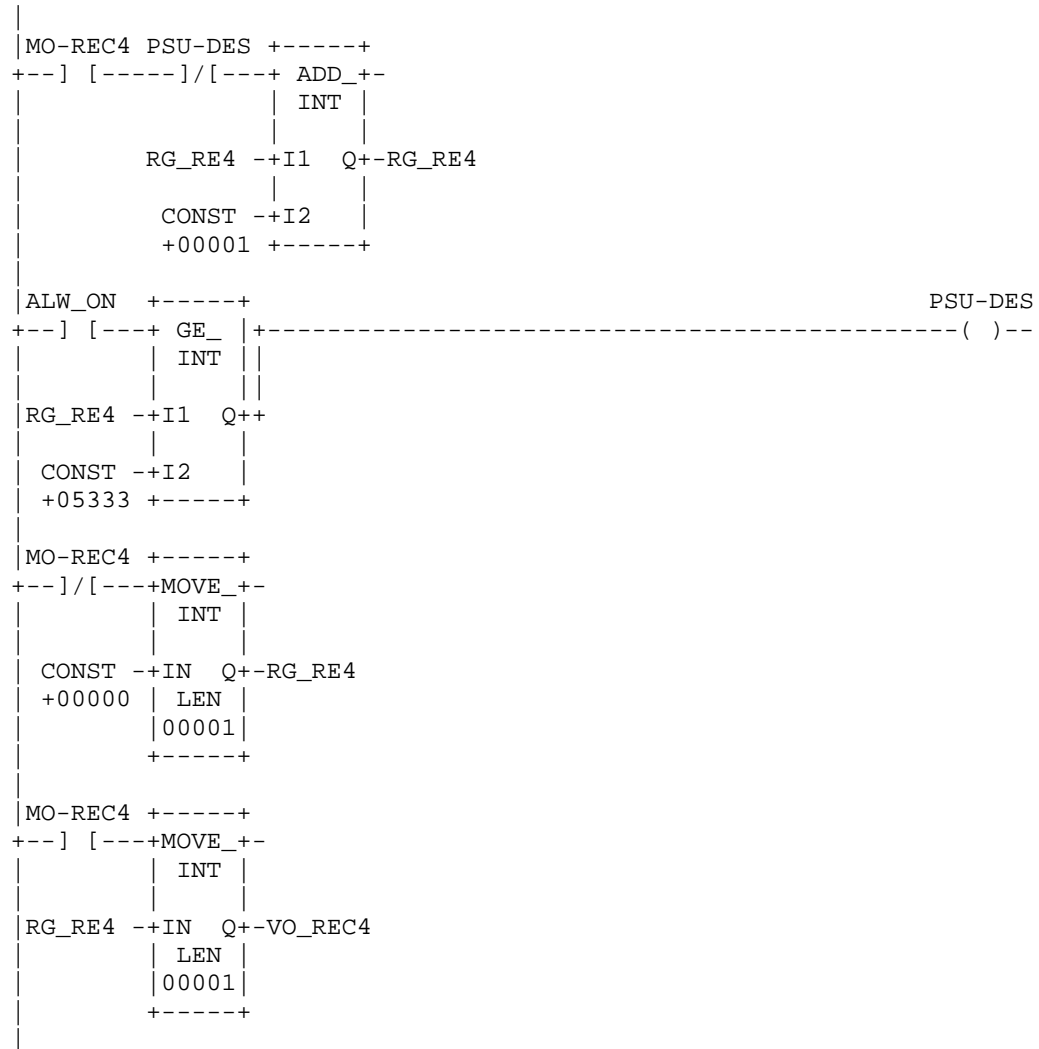 |
|MO-REC4 PSU-DES +-----+
+--] [-----]/[---+ ADD_+-
|                | INT |
|                |     |
|        RG_RE4 -+I1  Q+-RG_RE4
|                |     |
|         CONST -+I2   |
|         +00001 +-----+
|
|ALW_ON  +-----+                                           PSU-DES
+--] [---+ GE_ |+--------------------------------------------( )--
|        | INT ||
|        |     ||
|RG_RE4 -+I1  Q++
|        |     |
| CONST -+I2   |
| +05333 +-----+
|
|MO-REC4 +-----+
+--]/[---+MOVE_+-
|        | INT |
|        |     |
| CONST -+IN  Q+-RG_RE4
| +00000 | LEN |
|        |00001|
|        +-----+
|
|MO-REC4 +-----+
+--] [---+MOVE_+-
|        | INT |
|        |     |
|RG_RE4 -+IN  Q+-VO_REC4
|        | LEN |
|        |00001|
|        +-----+
|